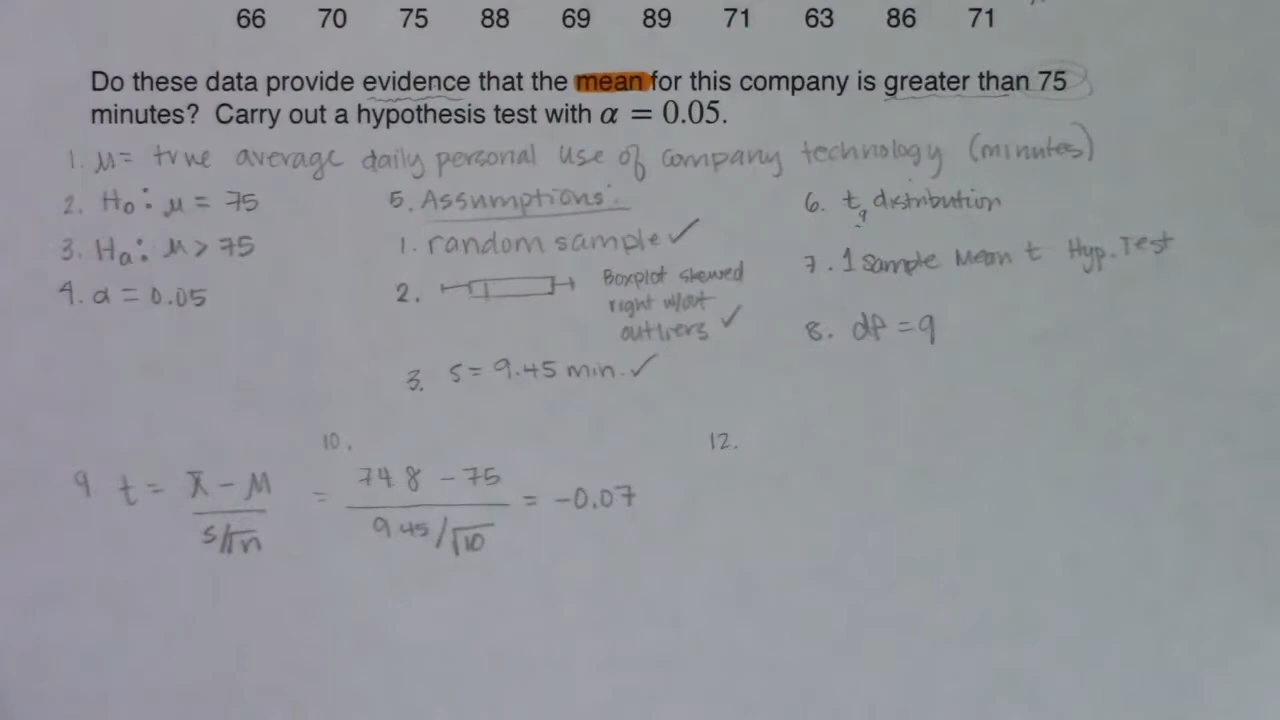 66 70 75 88 69 89 71 63 86 71
Do these data provide evidence that the mean for this company is greater than 75
minutes? Carry out a hypothesis test with α = 0.05.
1. μ = true average daily personal use of company technology (minutes)
2. H₀: μ = 75
3. Hₐ: μ > 75
4. α = 0.05
5. Assumptions:
1. random sample ✓
2. Boxplot skewed
right w/out
outliers ✓
3. s = 9.45 min. ✓
6. t₉ distribution
7. 1 Sample Mean t Hyp. Test
8. df = 9
9 t = (x̄ - μ) / (s/√n)
10. = (74.8 - 75) / (9.45/√10) = -0.07
12.